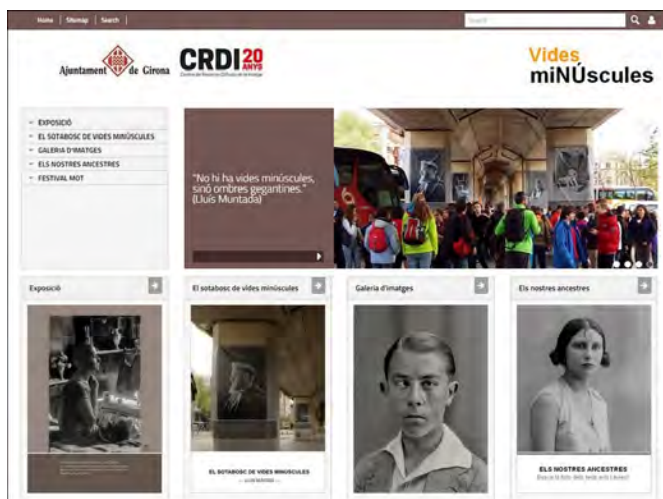 Home
Sitemap
Search
Search
Ajuntament de Girona
CRDI 20
ANYS
Vides
miNÚscules
EXPOSICIÓ
EL SOTABOSC DE VIDES MINÚSCULES
GALERIA D'IMATGES
ELS NOSTRES ANCESTRES
FESTIVAL MOT
"No hi ha vides minúscules,
sinó ombres gegantines."
(Lluís Muntada)
Exposició
El sotabosc de vides minúscules
Galeria d'imatges
Els nostres ancestres
EL SOTABOSC DE VIDES MINÚSCULES
ELS NOSTRES ANCESTRES